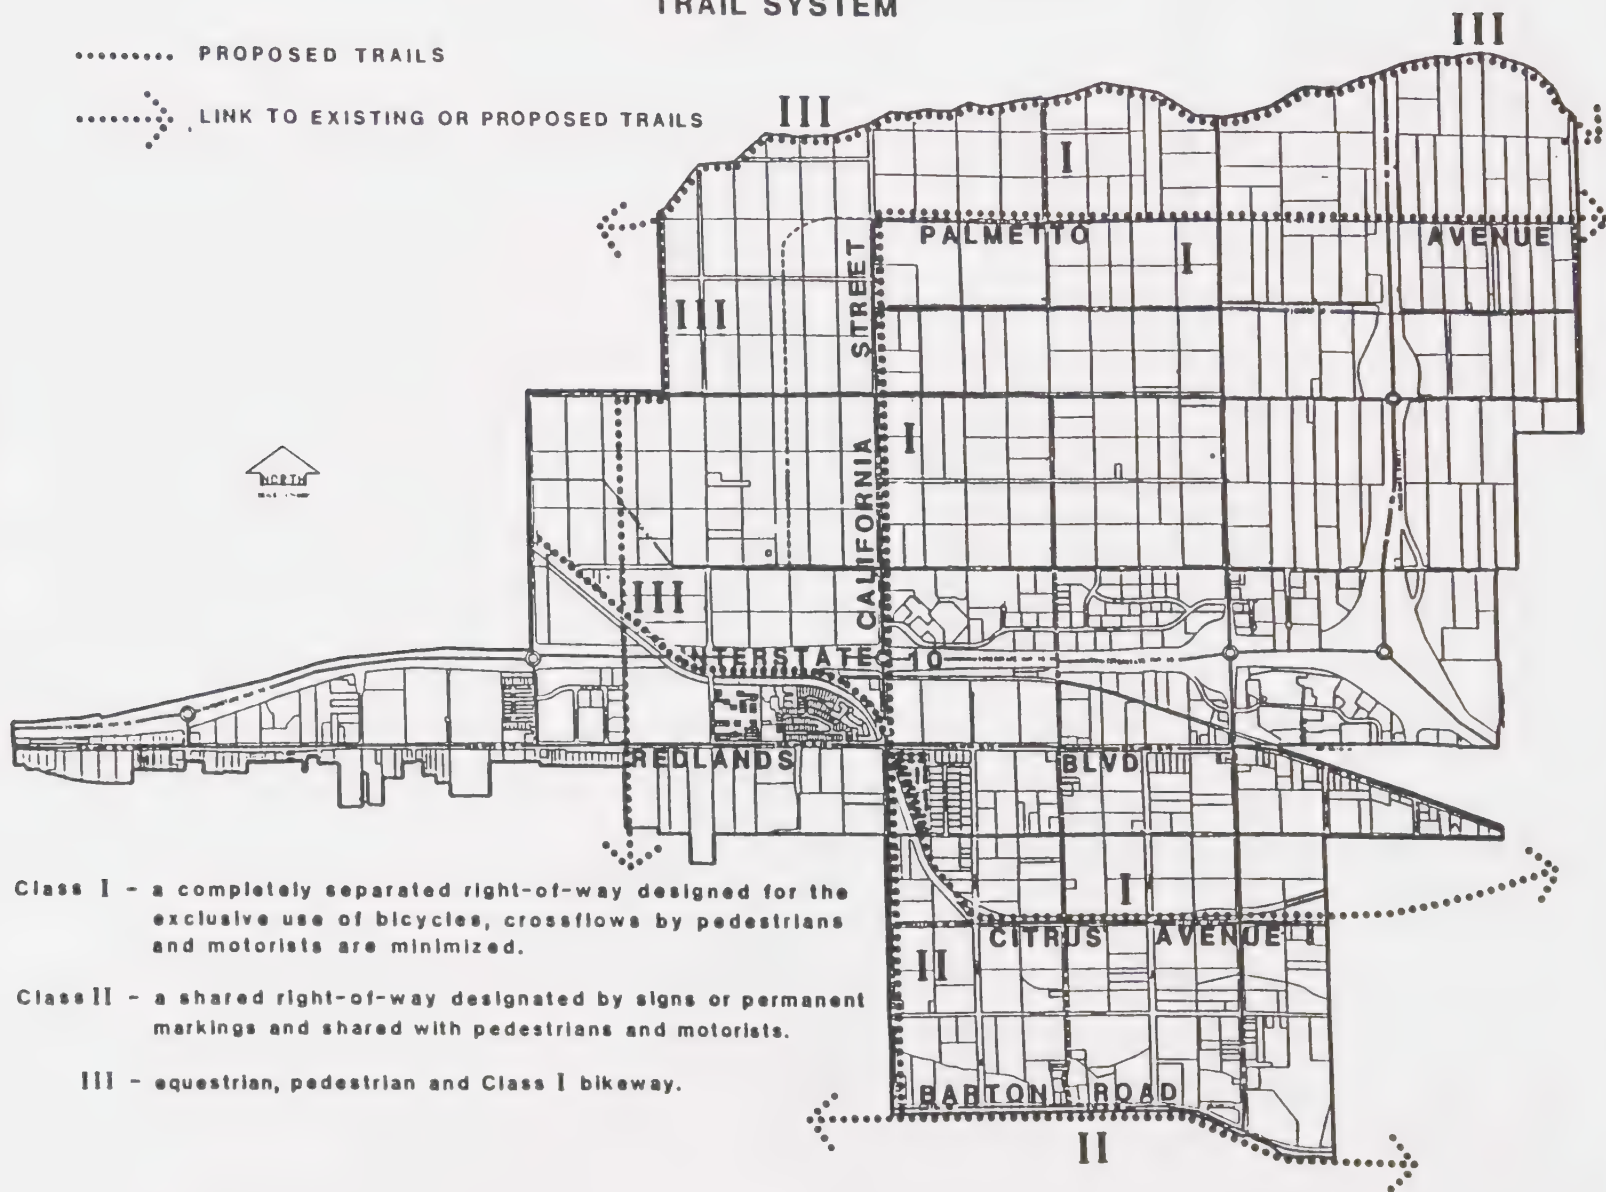 TRAIL SYSTEM
PROPOSED TRAILS
LINK TO EXISTING OR PROPOSED TRAILS
III
III
I
PALMETTO AVENUE
I
III
CALIFORNIA STREET
I
NORTH
III
INTERSTATE 10
REDLANDS BLVD
Class I - a completely separated right-of-way designed for the
exclusive use of bicycles, crossflows by pedestrians
and motorists are minimized.
I
CITRUS AVENUE
II
Class II - a shared right-of-way designated by signs or permanent
markings and shared with pedestrians and motorists.
III - equestrian, pedestrian and Class I bikeway.
BARTON ROAD
II